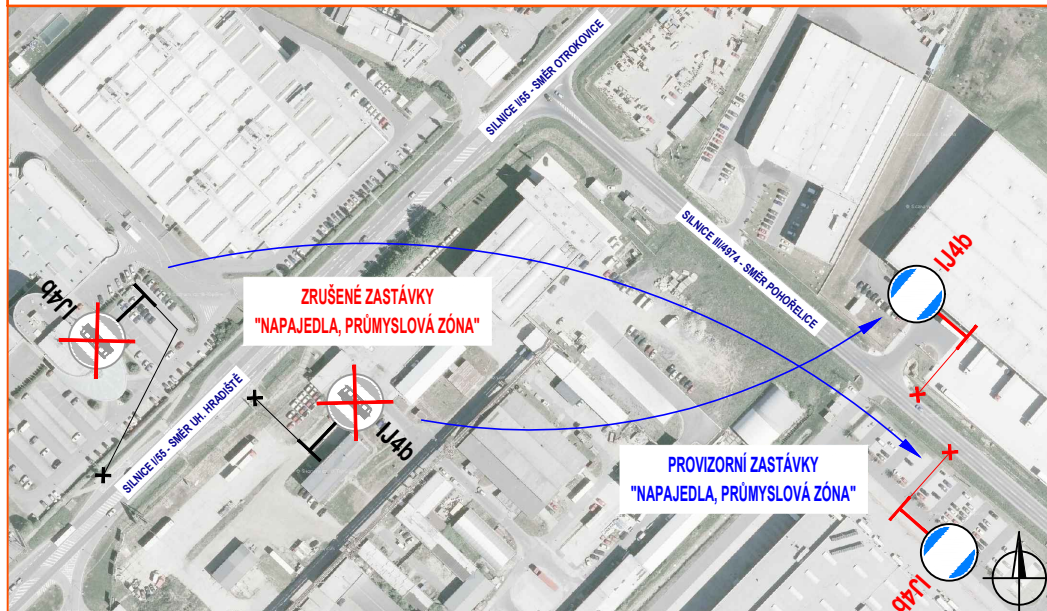 SILNICE I/55 - SMĚR OTROKOVICE
SILNICE III/4974 - SMĚR POHOŘELICE
IJ4b
IJ4b
ZRUŠENÉ ZASTÁVKY
"NAPAJEDLA, PRŮMYSLOVÁ ZÓNA"
SILNICE I/55 - SMĚR UH. HRADIŠTĚ
IJ4b
PROVIZORNÍ ZASTÁVKY
"NAPAJEDLA, PRŮMYSLOVÁ ZÓNA"
IJ4b